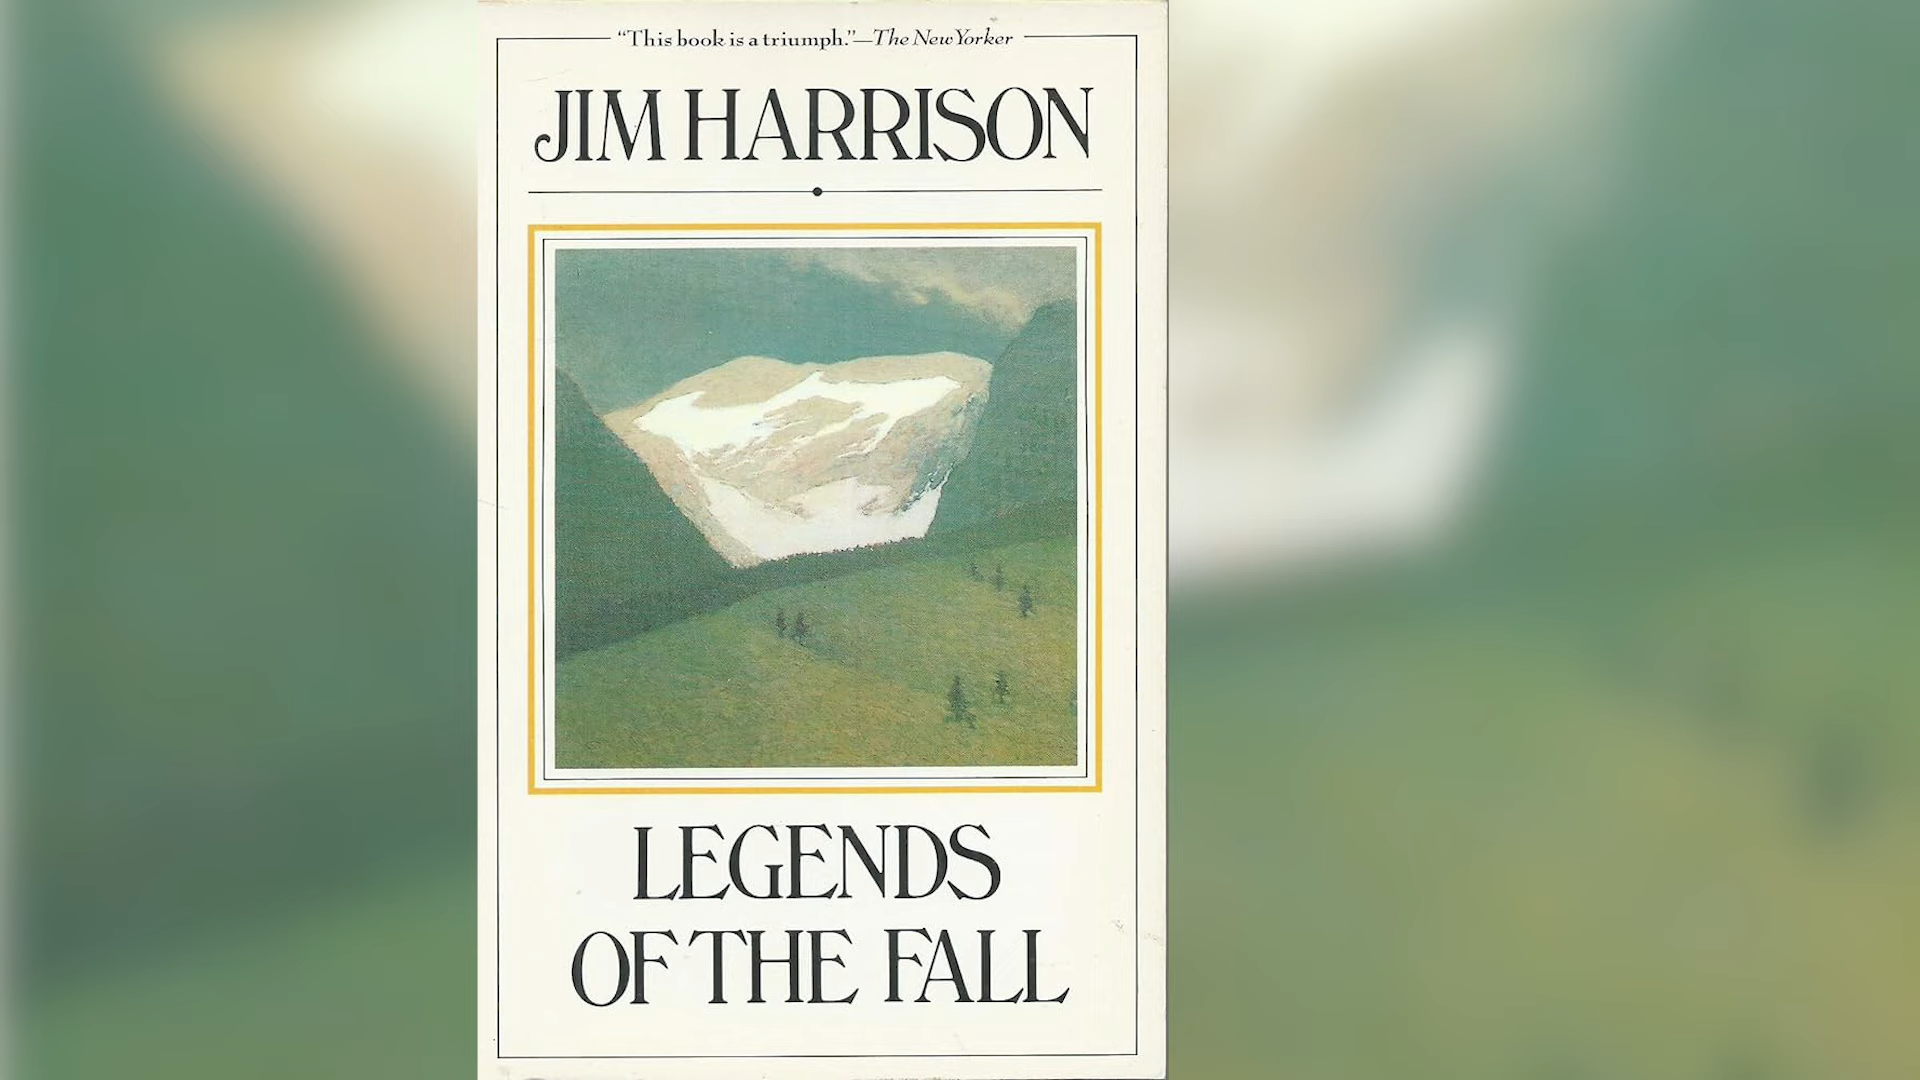 “This book is a triumph.”—The New Yorker
JIM HARRISON
LEGENDS
OF THE FALL